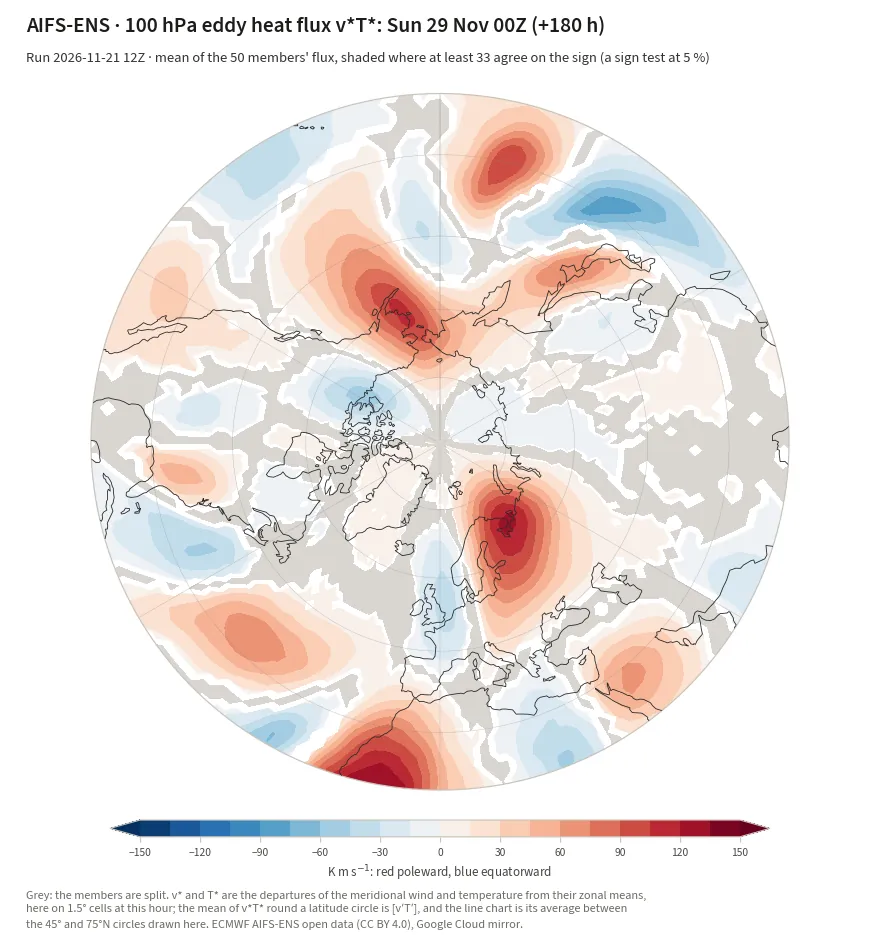 AIFS-ENS · 100 hPa eddy heat flux v*T*: Sun 29 Nov 00Z (+180 h)
Run 2026-11-21 12Z · mean of the 50 members' flux, shaded where at least 33 agree on the sign (a sign test at 5 %)
−150 −120 −90 −60 −30 0 30 60 90 120 150
K m s⁻¹: red poleward, blue equatorward
Grey: the members are split. v* and T* are the departures of the meridional wind and temperature from their zonal means,
here on 1.5° cells at this hour; the mean of v*T* round a latitude circle is [v′T′], and the line chart is its average between
the 45° and 75°N circles drawn here. ECMWF AIFS-ENS open data (CC BY 4.0), Google Cloud mirror.